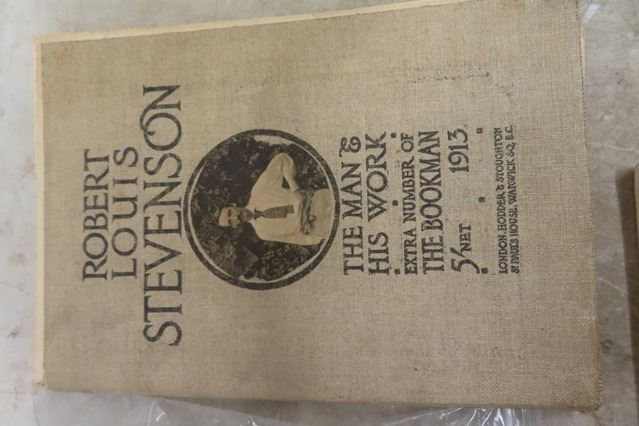 ROBERT
LOUIS
STEVENSON
THE MAN &
HIS WORK
EXTRA NUMBER OF
THE BOOKMAN
5/NET 1913
LONDON, HODDER & STOUGHTON
ST PAUL'S HOUSE, WARWICK SQ, E.C.